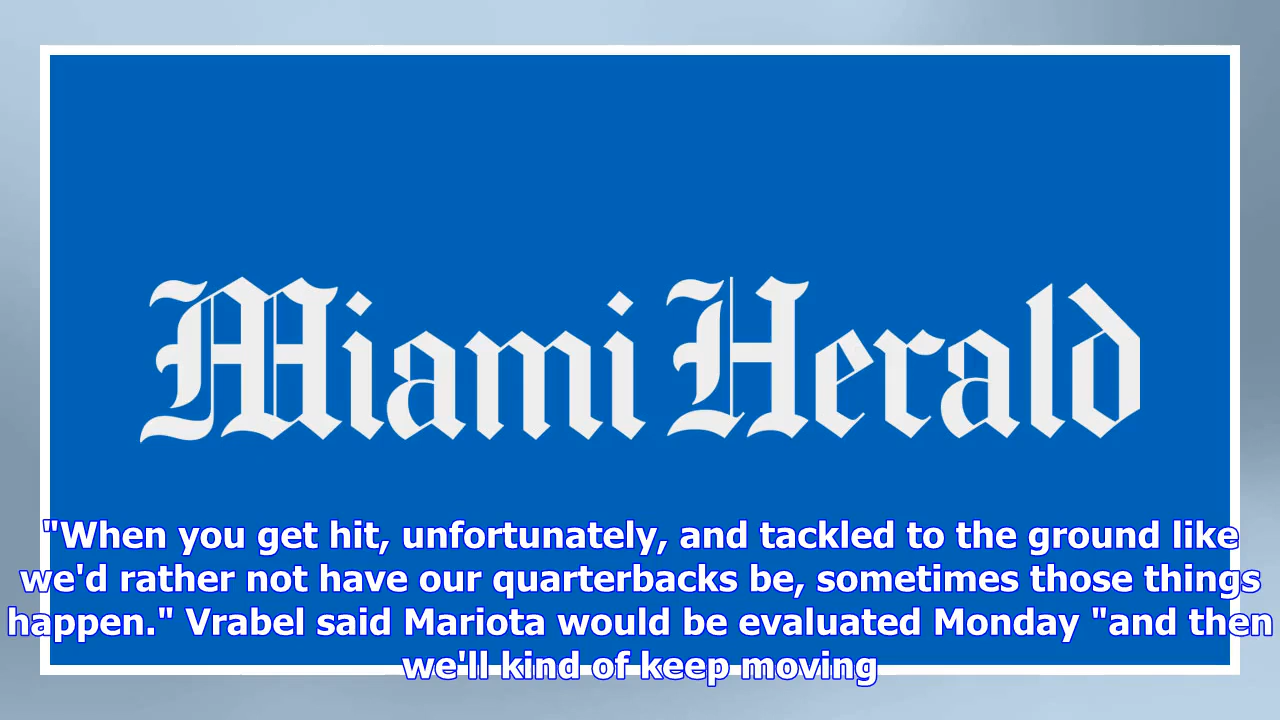 Miami Herald
"When you get hit, unfortunately, and tackled to the ground like
we'd rather not have our quarterbacks be, sometimes those things
happen." Vrabel said Mariota would be evaluated Monday "and then
we'll kind of keep moving